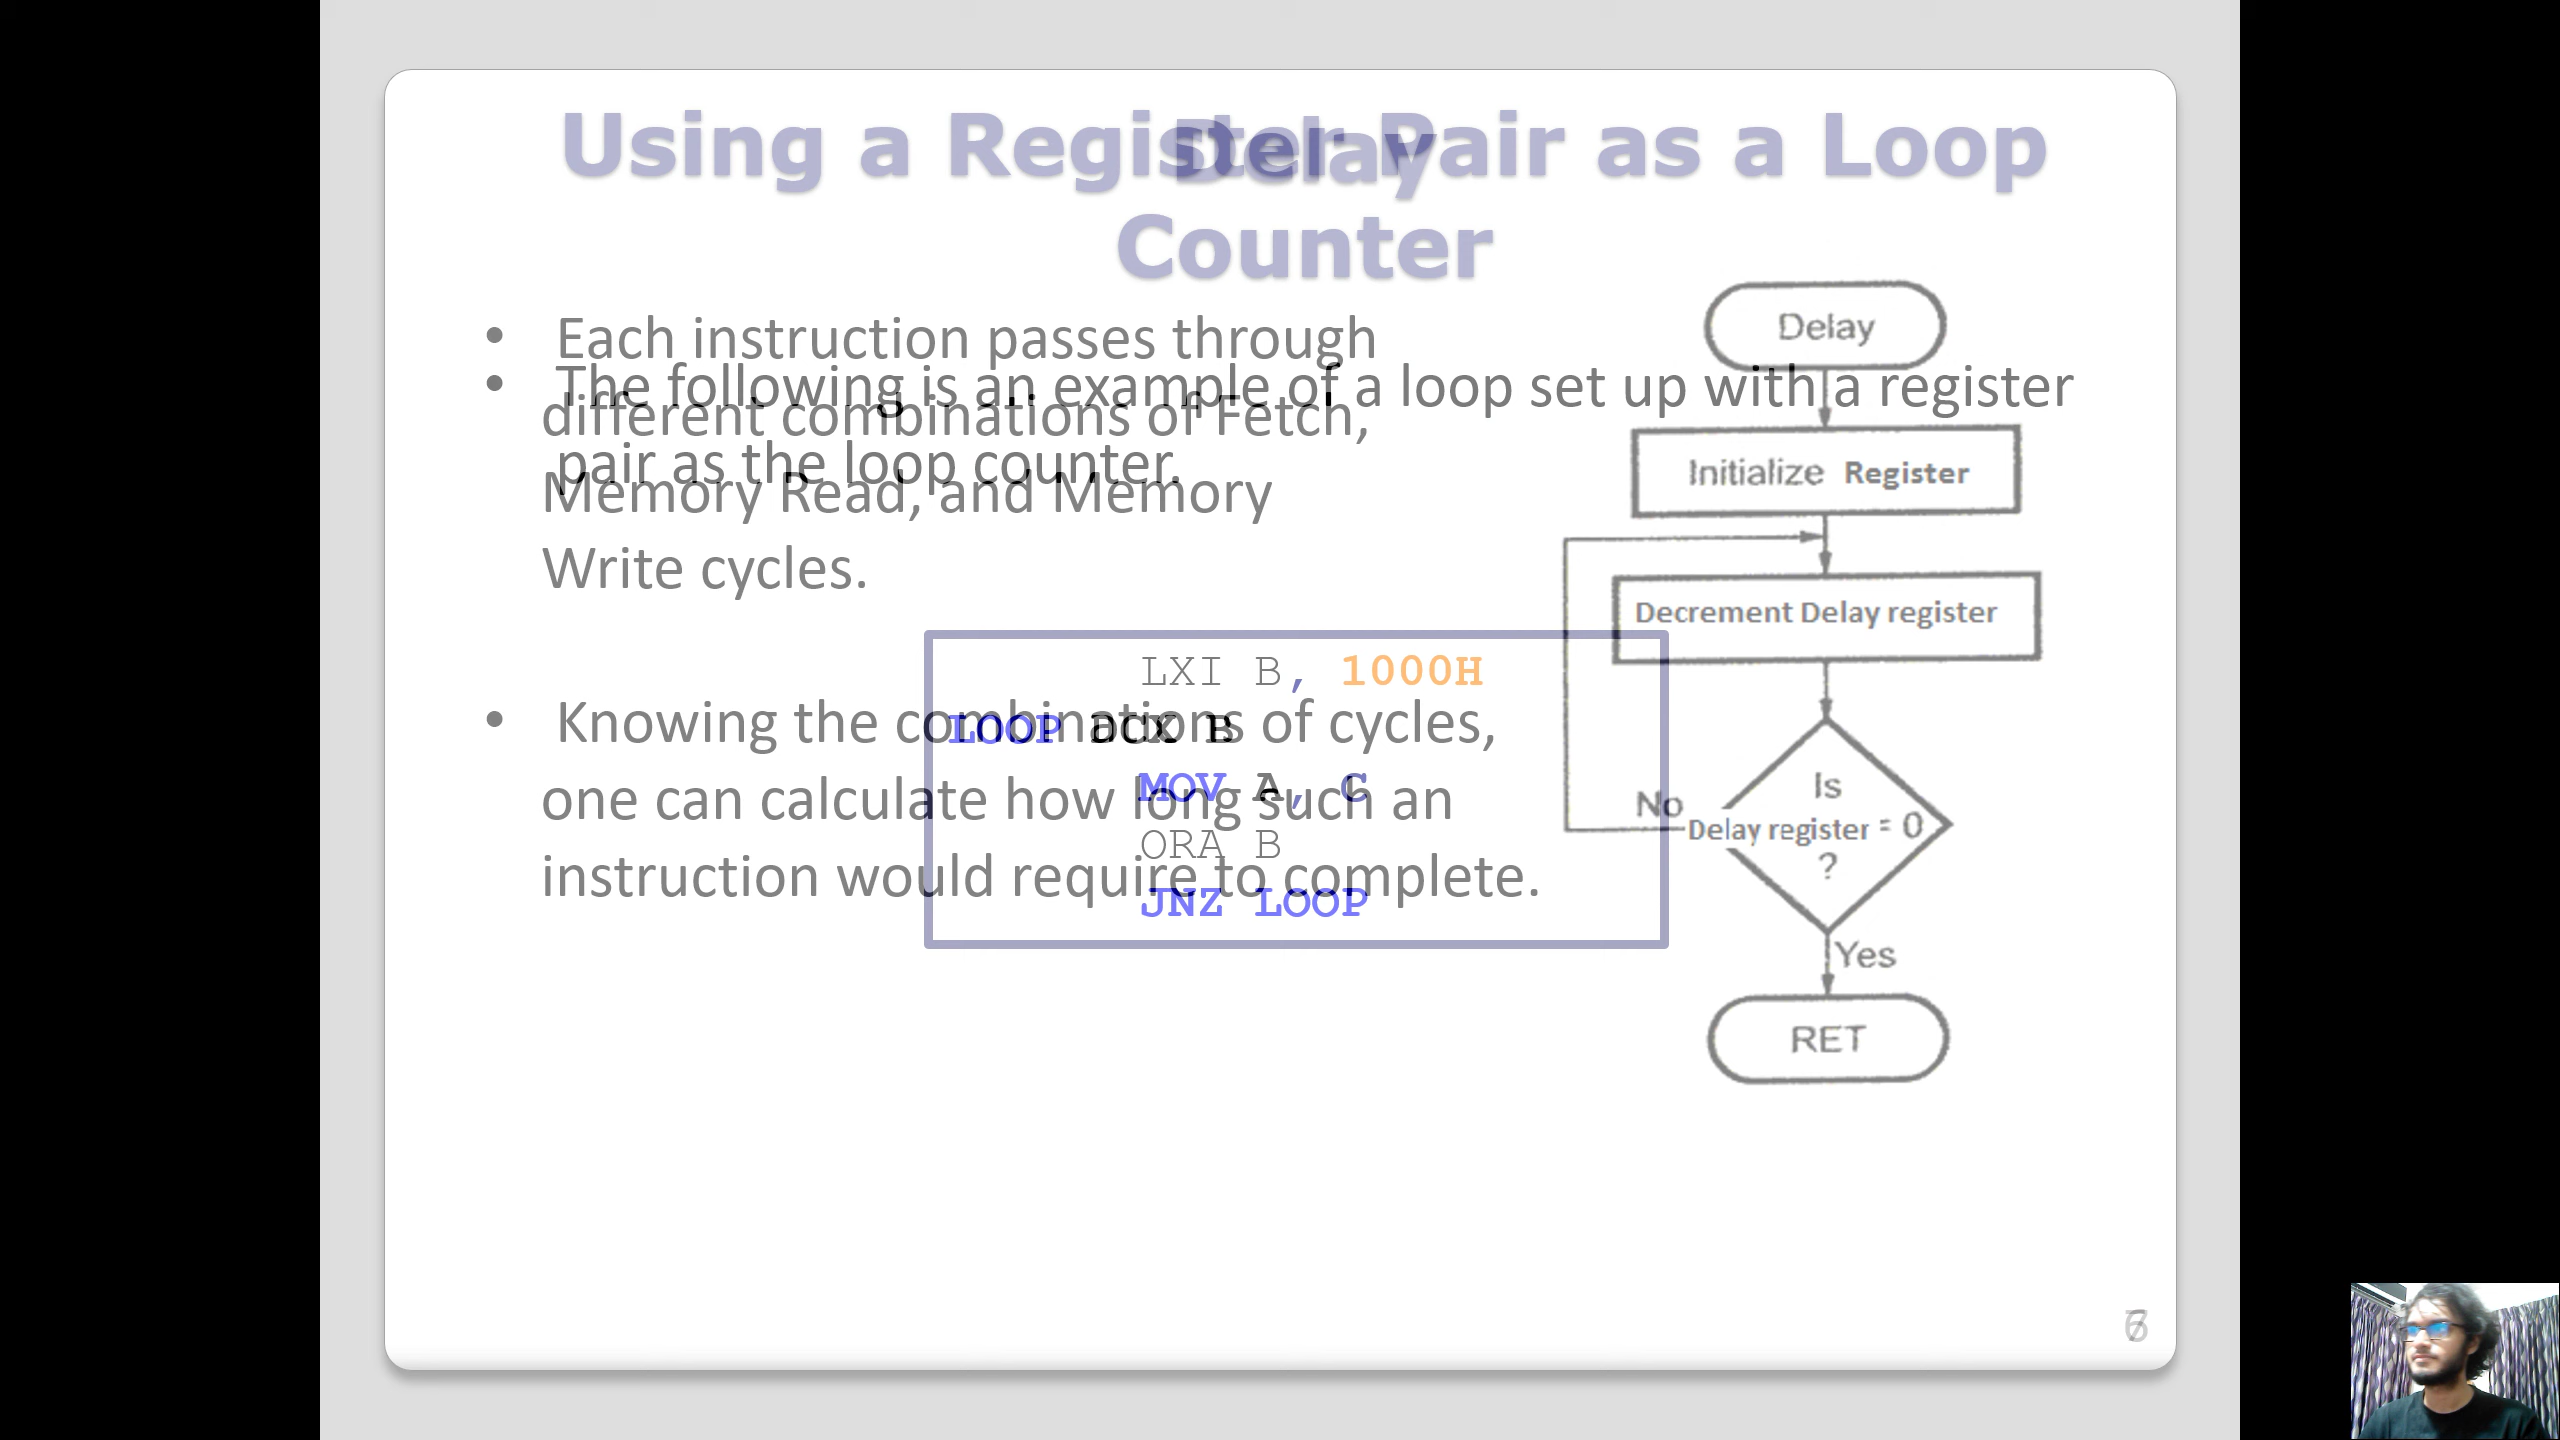 Using a Register Pair as a Loop
Counter
Delay
• Each instruction passes through
different combinations of Fetch,
Memory Read, and Memory
Write cycles.
• Knowing the combinations of cycles,
one can calculate how long such an
instruction would require to complete.
• The following is an example of a loop set up with a register
pair as the loop counter.
LXI B, 1000H
LOOP DCX B
MOV A, C
ORA B
JNZ LOOP
Delay
Initialize Register
Decrement Delay register
Is
Delay register = 0
?
No
Yes
RET
6
7